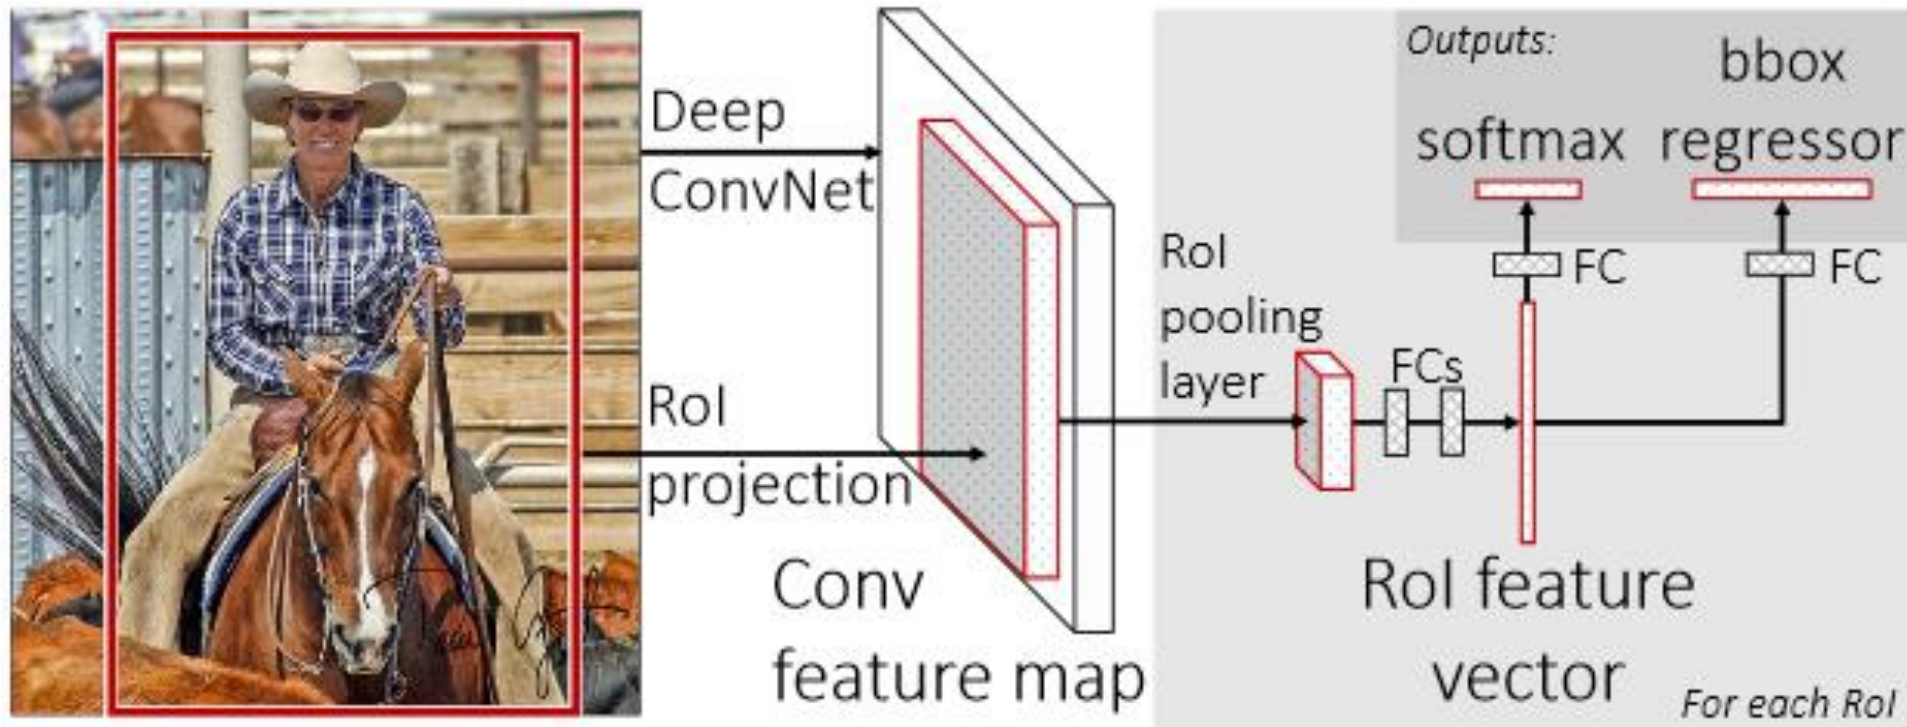 Deep
ConvNet
RoI
projection
Conv
feature map
RoI
pooling
layer
FCs
RoI feature
vector
For each RoI
Outputs:
softmax
bbox
regressor
FC
FC